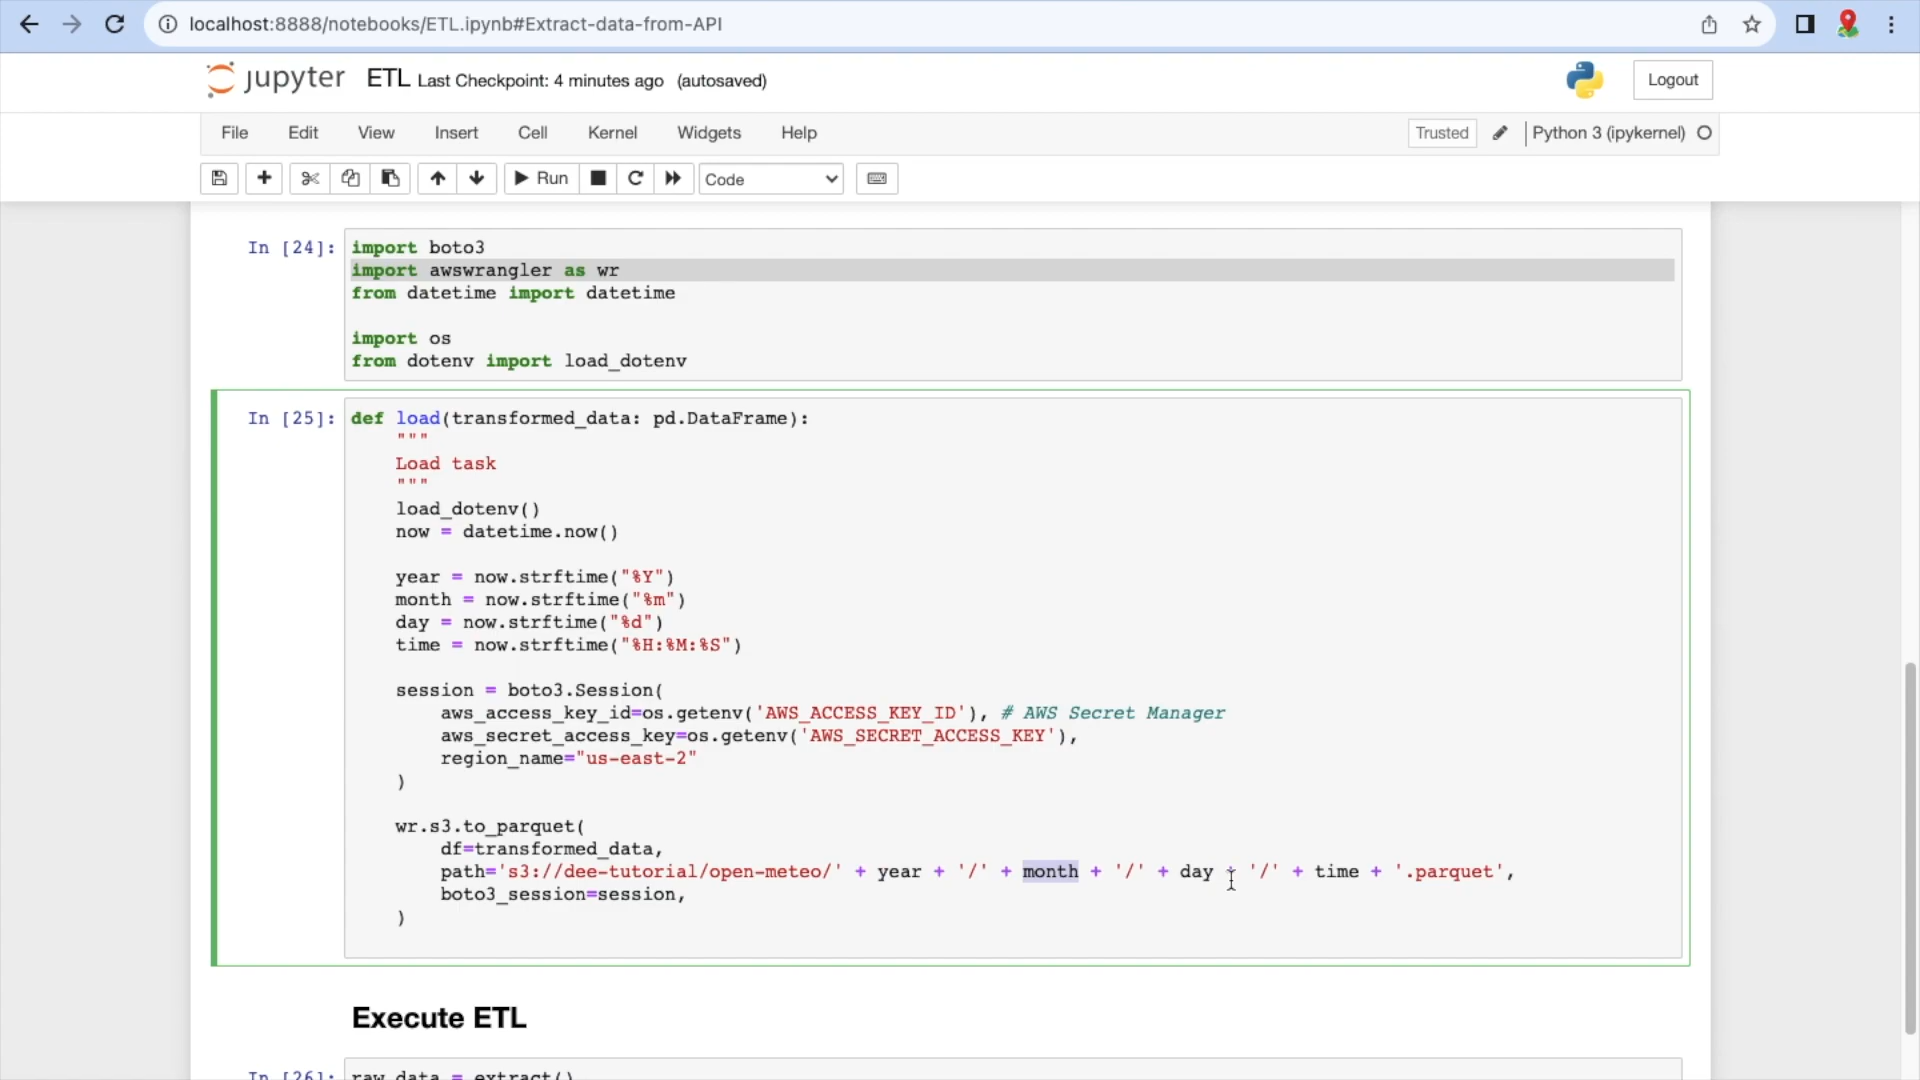 localhost:8888/notebooks/ETL.ipynb#Extract-data-from-API
jupyter ETL Last Checkpoint: 4 minutes ago (autosaved) Logout
File Edit View Insert Cell Kernel Widgets Help Trusted Python 3 (ipykernel)
Run Code
In [24]: import boto3
import awswrangler as wr
from datetime import datetime
import os
from dotenv import load_dotenv
In [25]: def load(transformed_data: pd.DataFrame):
"""
Load task
"""
load_dotenv()
now = datetime.now()
year = now.strftime("%Y")
month = now.strftime("%m")
day = now.strftime("%d")
time = now.strftime("%H:%M:%S")
session = boto3.Session(
aws_access_key_id=os.getenv('AWS_ACCESS_KEY_ID'), # AWS Secret Manager
aws_secret_access_key=os.getenv('AWS_SECRET_ACCESS_KEY'),
region_name="us-east-2"
)
wr.s3.to_parquet(
df=transformed_data,
path='s3://dee-tutorial/open-meteo/' + year + '/' + month + '/' + day + '/' + time + '.parquet',
boto3_session=session,
)
Execute ETL
In [26]: raw_data = extract()